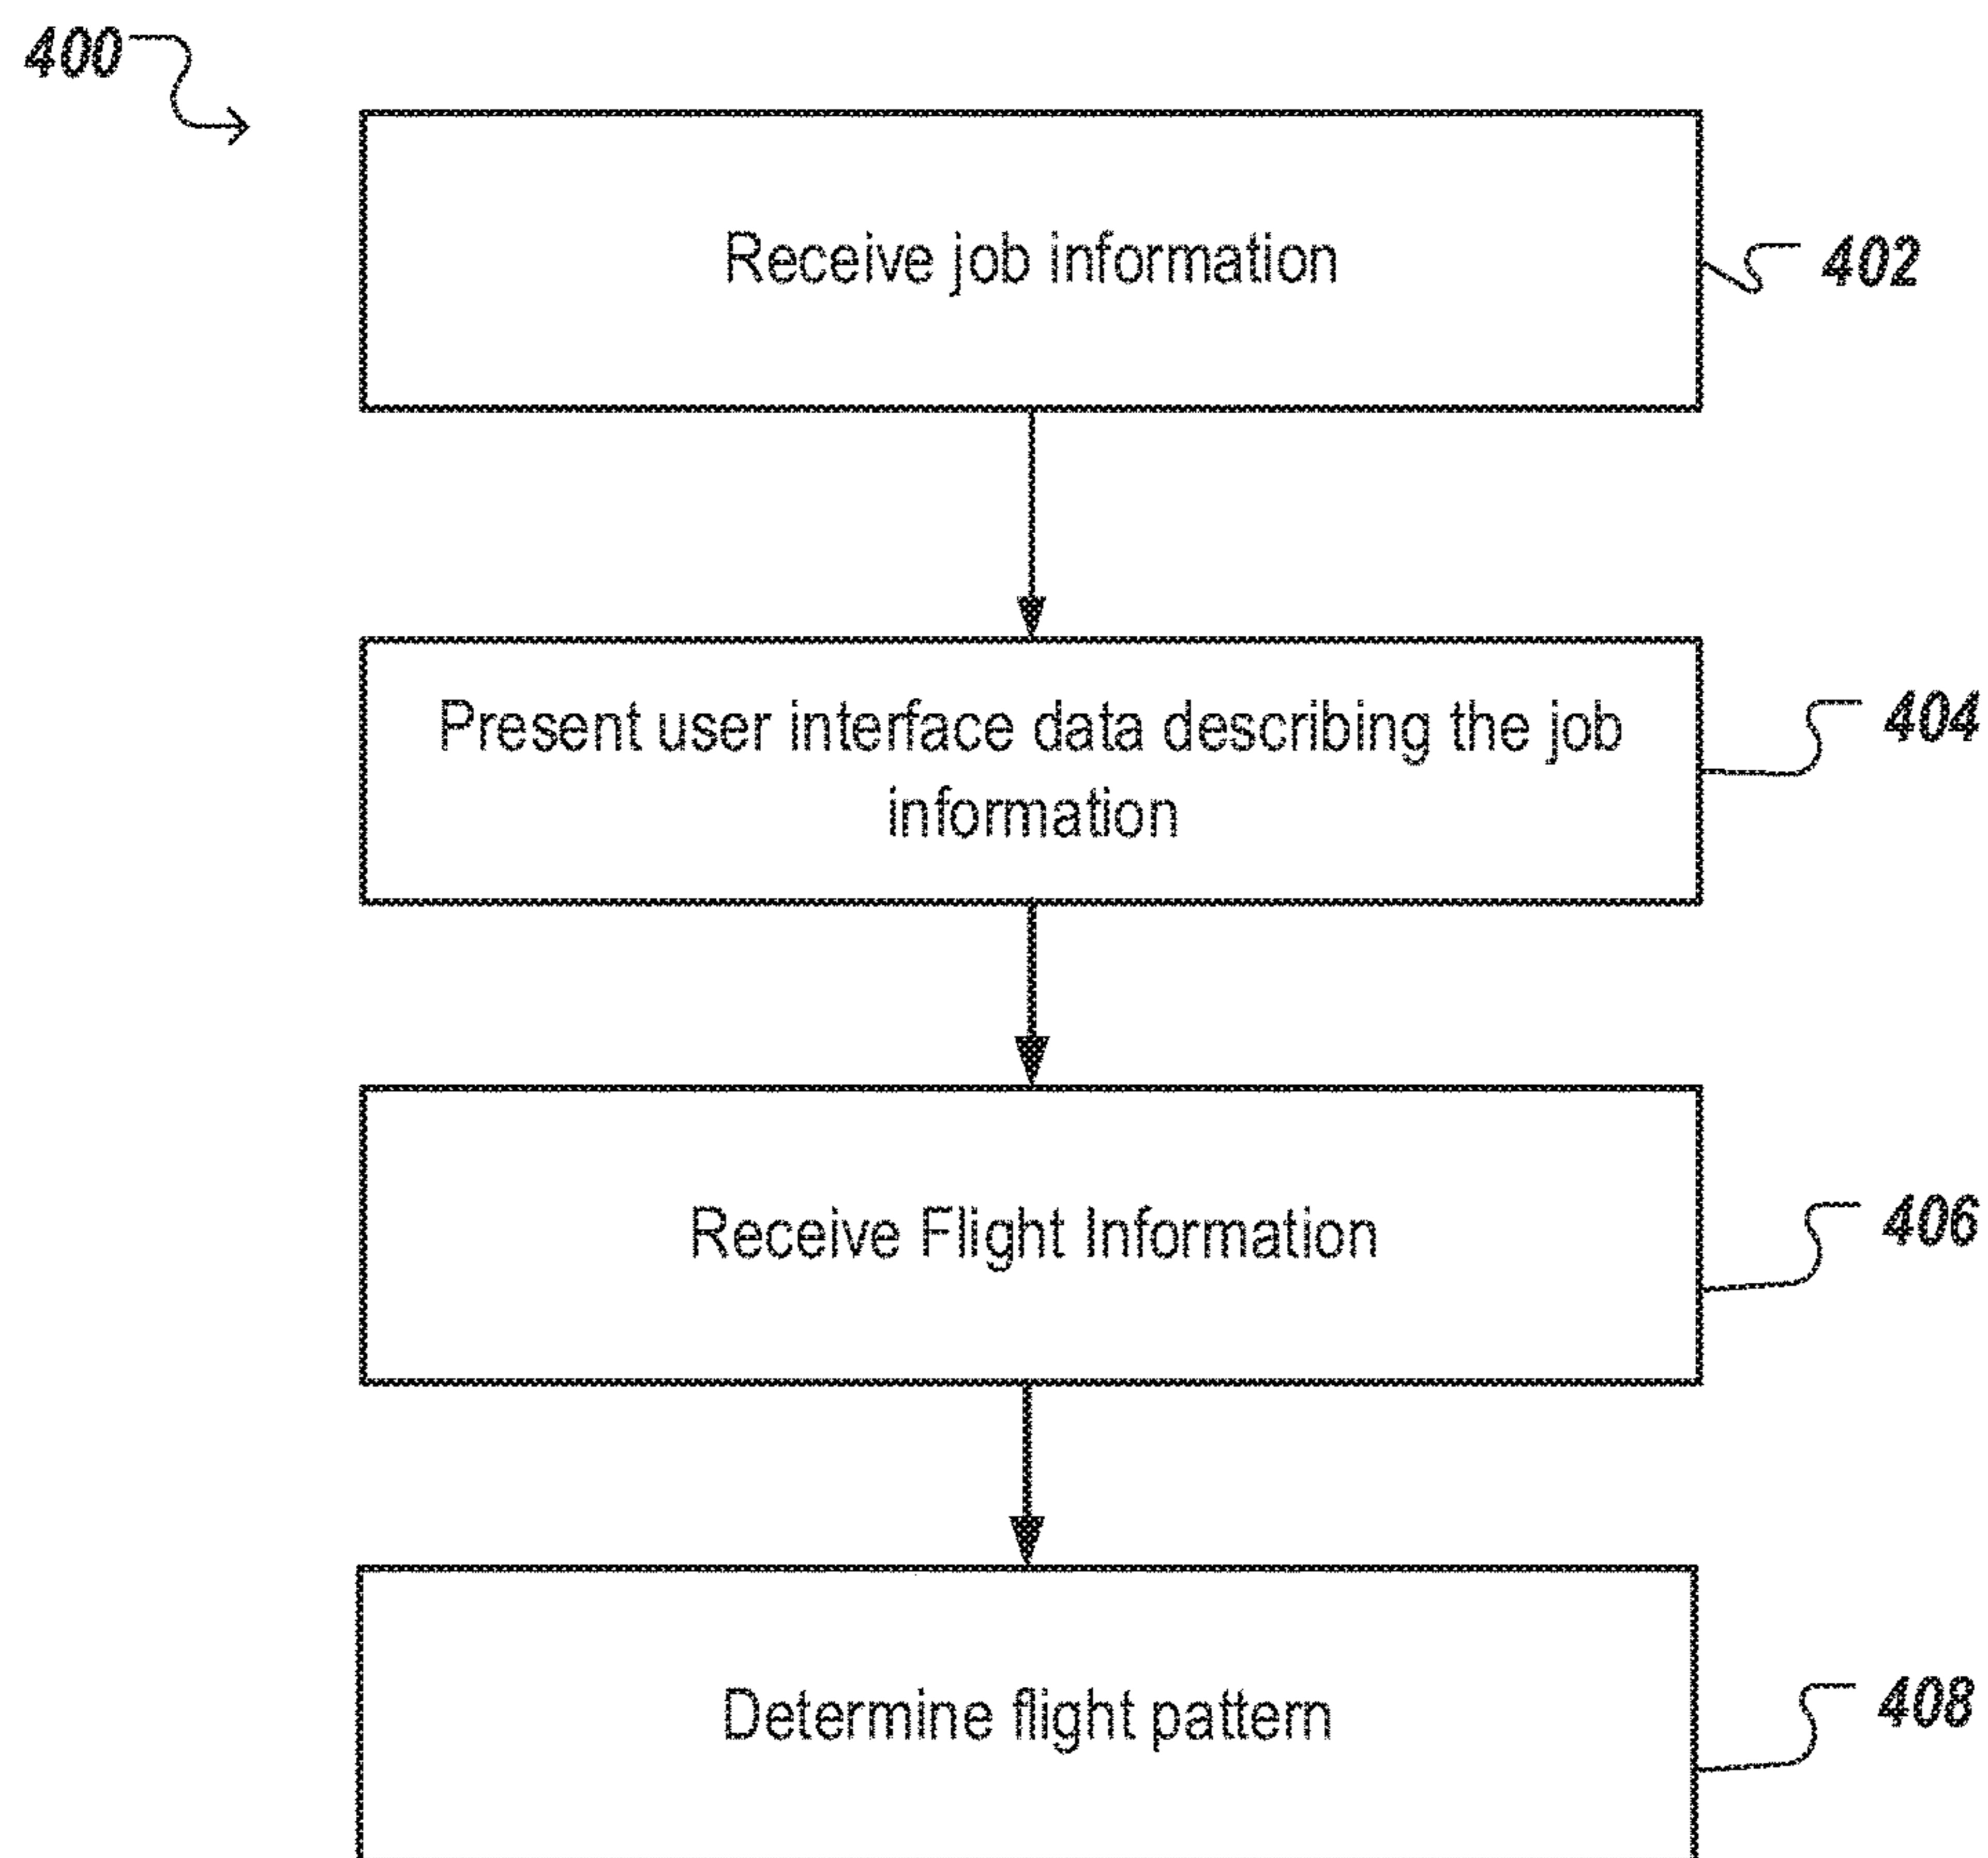 400
Receive job information
402
Present user interface data describing the job
information
404
Receive Flight Information
406
Determine flight pattern
408